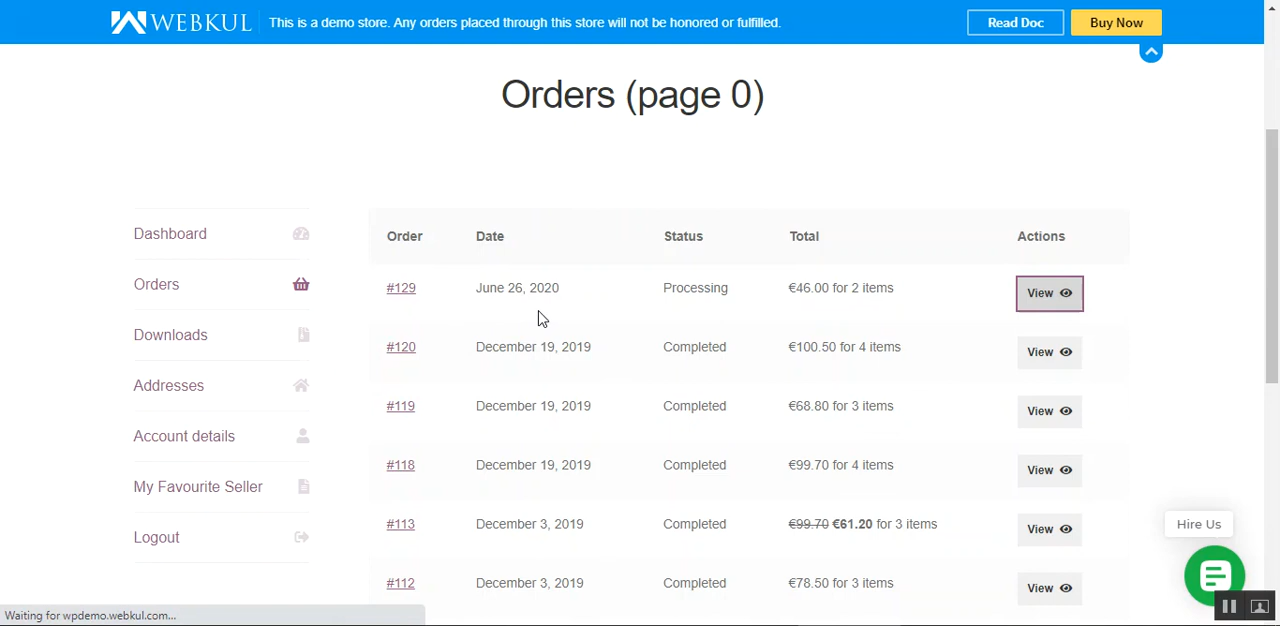 WEBKUL This is a demo store. Any orders placed through this store will not be honored or fulfilled. Read Doc Buy Now
Orders (page 0)
Dashboard
Orders
Downloads
Addresses
Account details
My Favourite Seller
Logout
Order Date Status Total Actions
#129 June 26, 2020 Processing €46.00 for 2 items View
#120 December 19, 2019 Completed €100.50 for 4 items View
#119 December 19, 2019 Completed €68.80 for 3 items View
#118 December 19, 2019 Completed €99.70 for 4 items View
#113 December 3, 2019 Completed €99.70 €61.20 for 3 items View
#112 December 3, 2019 Completed €78.50 for 3 items View
Hire Us
Waiting for wpdemo.webkul.com...